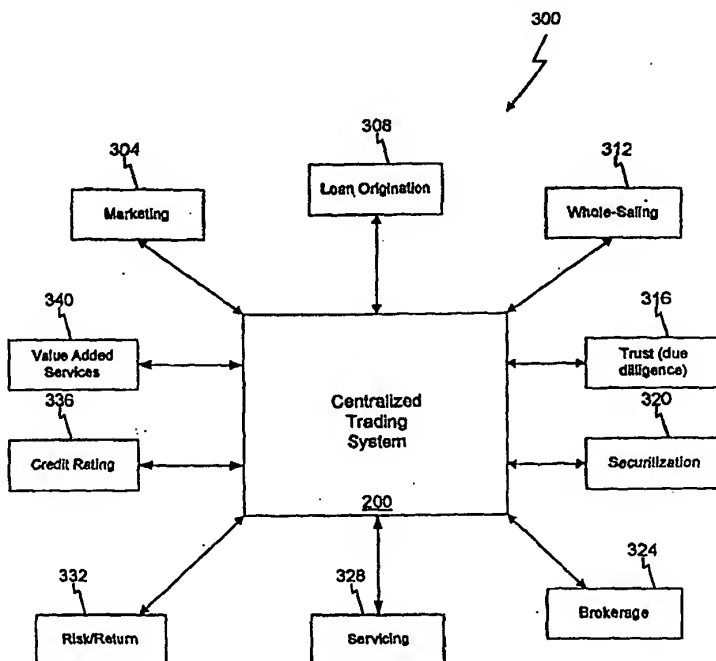 300
308
304
312
Loan Origination
Marketing
Whole-Saling
340
316
Value Added
Services
Trust (due
dilligence)
336
320
Centralized
Trading
System
Credit Rating
Securitization
200
332
328
324
Risk/Return
Servicing
Brokerage